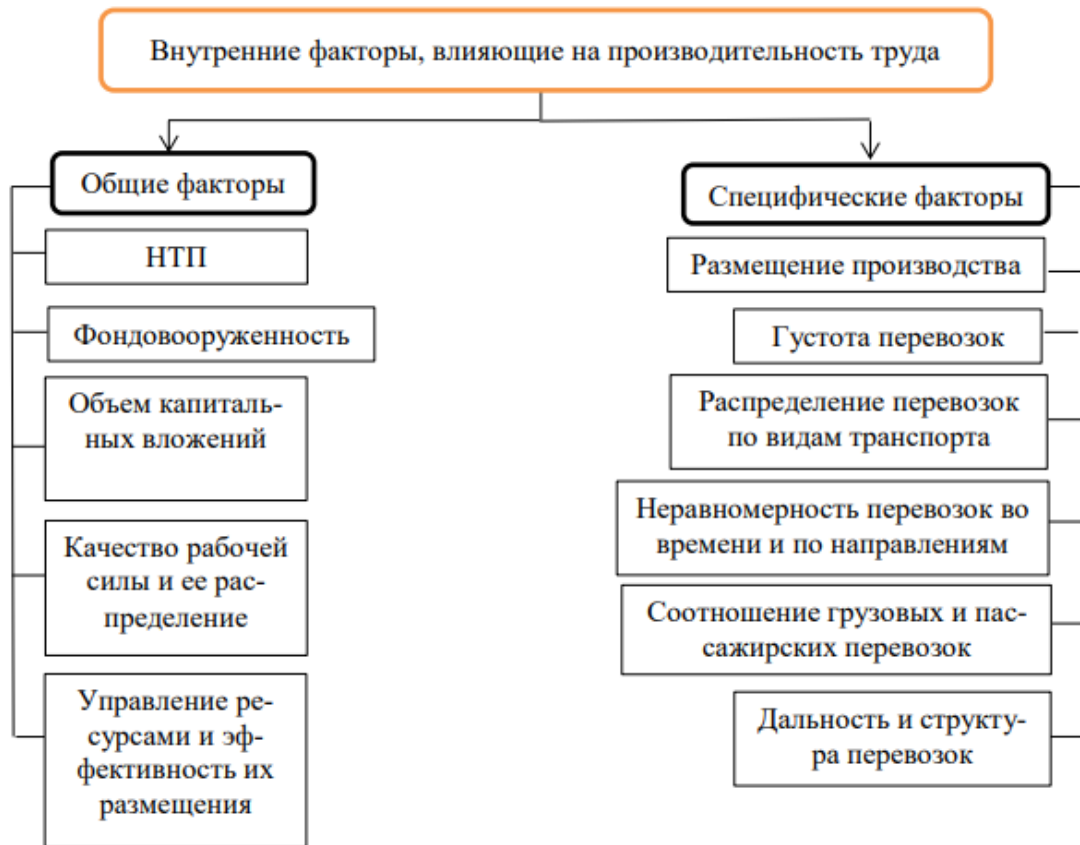 Внутренние факторы, влияющие на производительность труда
Общие факторы
НТП
Фондовооруженность
Объем капиталь-
ных вложений
Качество рабочей
силы и ее рас-
пределение
Управление ре-
сурсами и эф-
фективность их
размещения
Специфические факторы
Размещение производства
Густота перевозок
Распределение перевозок
по видам транспорта
Неравномерность перевозок во
времени и по направлениям
Соотношение грузовых и пас-
сажирских перевозок
Дальность и структу-
ра перевозок